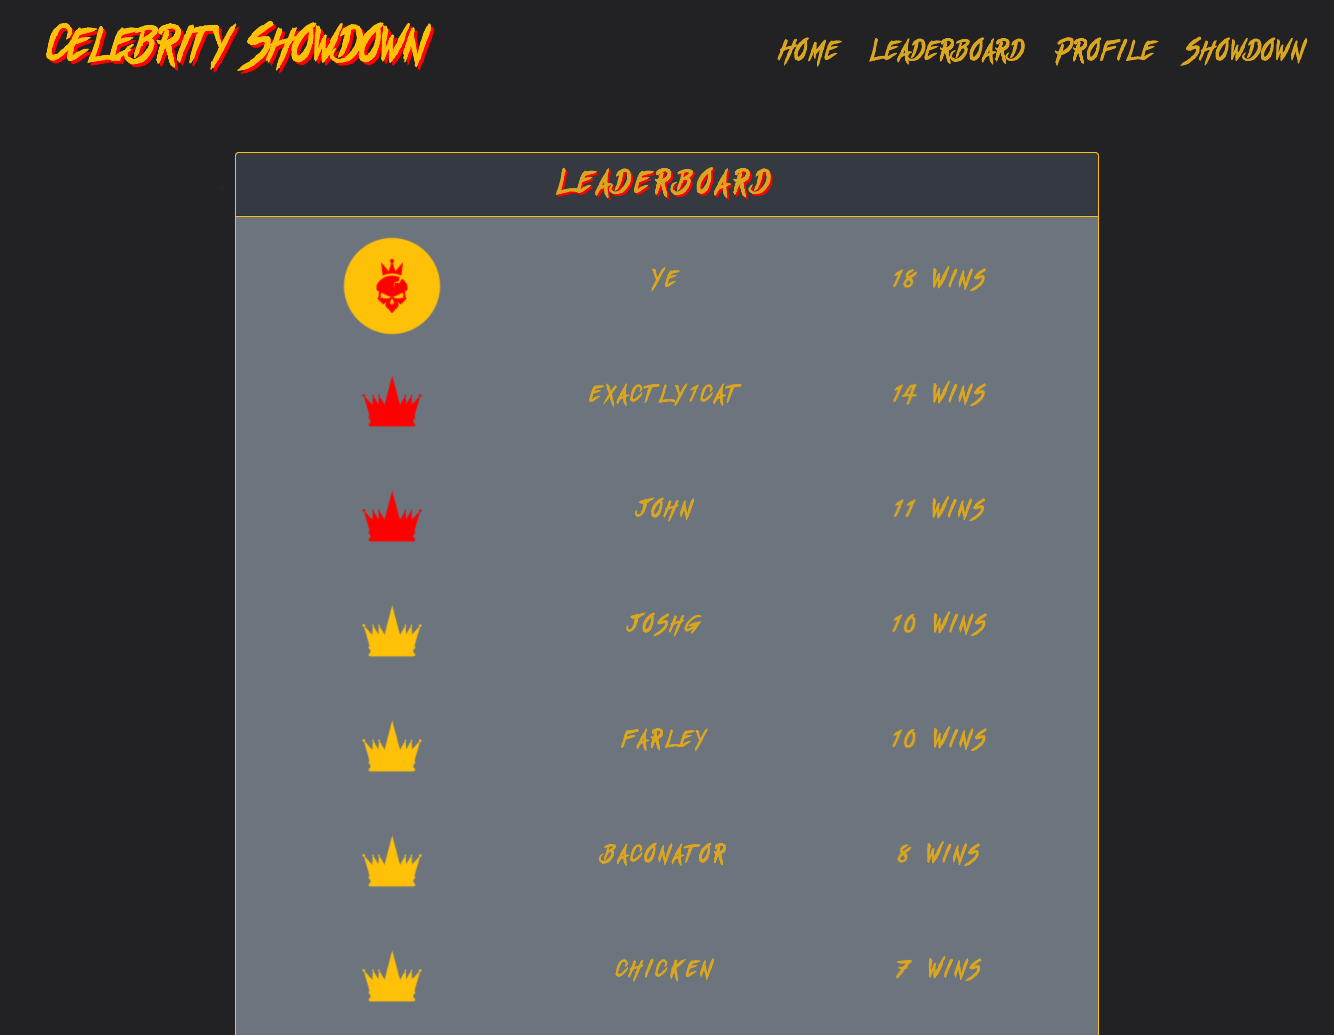 Celebrity Showdown
Home Leaderboard Profile Showdown
Leaderboard
Ye 18 wins
exactly1cat 14 wins
John 11 wins
JoshG 10 wins
Farley 10 wins
Baconator 8 wins
chicken 7 wins